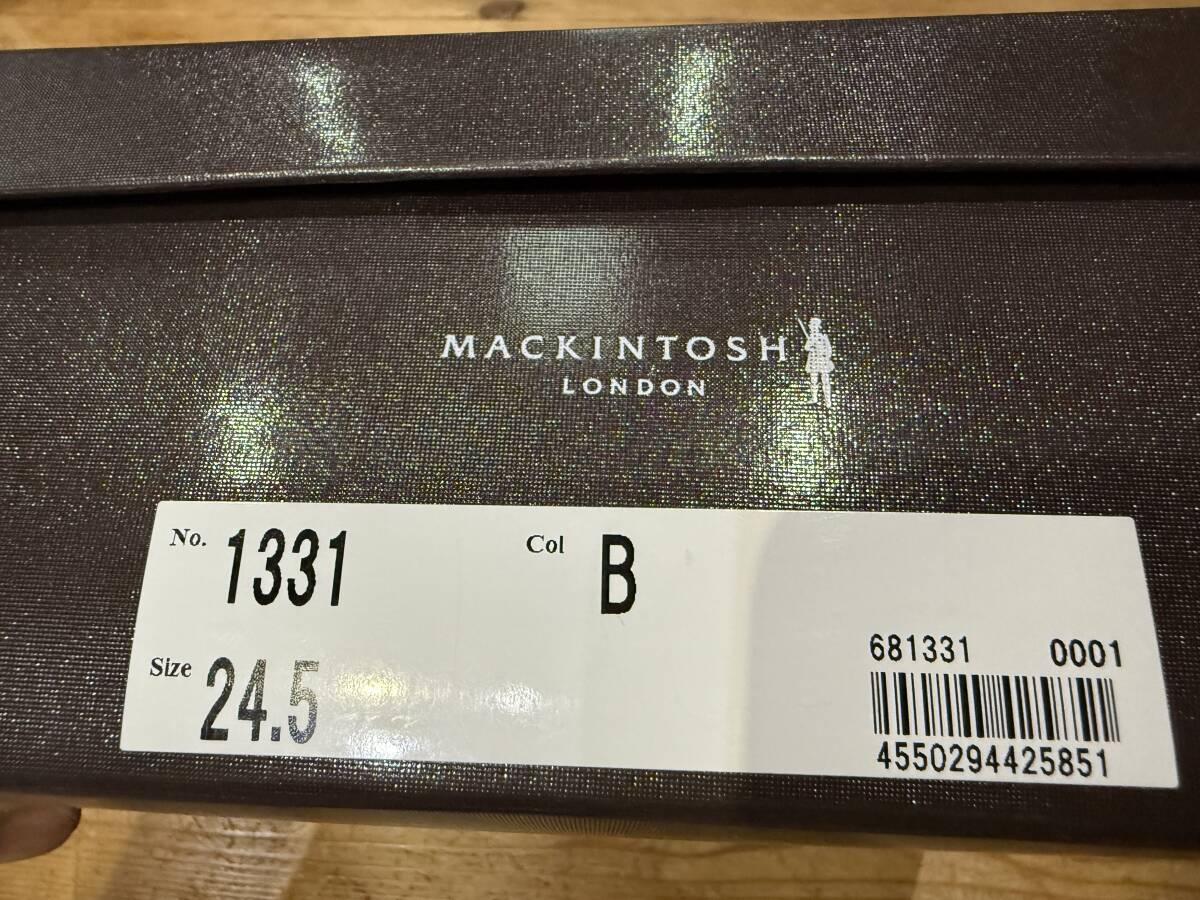 MACKINTOSH
LONDON
No. 1331 Col B
Size 24.5
681331 0001
4550294425851